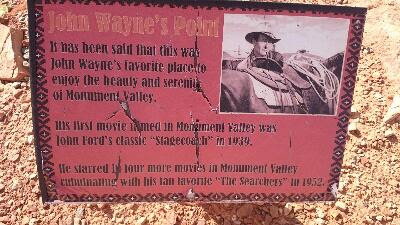 John Wayne's Point
It has been said that this was
John Wayne's favorite place to
enjoy the beauty and serenity
of Monument Valley.
His first movie filmed in Monument Valley was
John Ford's classic "Stagecoach" in 1939.
He starred in four more movies in Monument Valley
culminating with his fan favorite "The Searchers" in 1952.